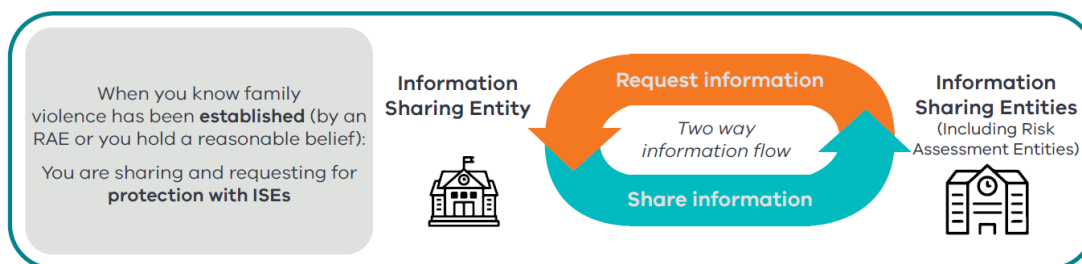 When you know family
violence has been established (by an
RAE or you hold a reasonable belief):
You are sharing and requesting for
protection with ISEs
Information
Sharing Entity
Request information
Two way
information flow
Share information
Information
Sharing Entities
(Including Risk
Assessment Entities)